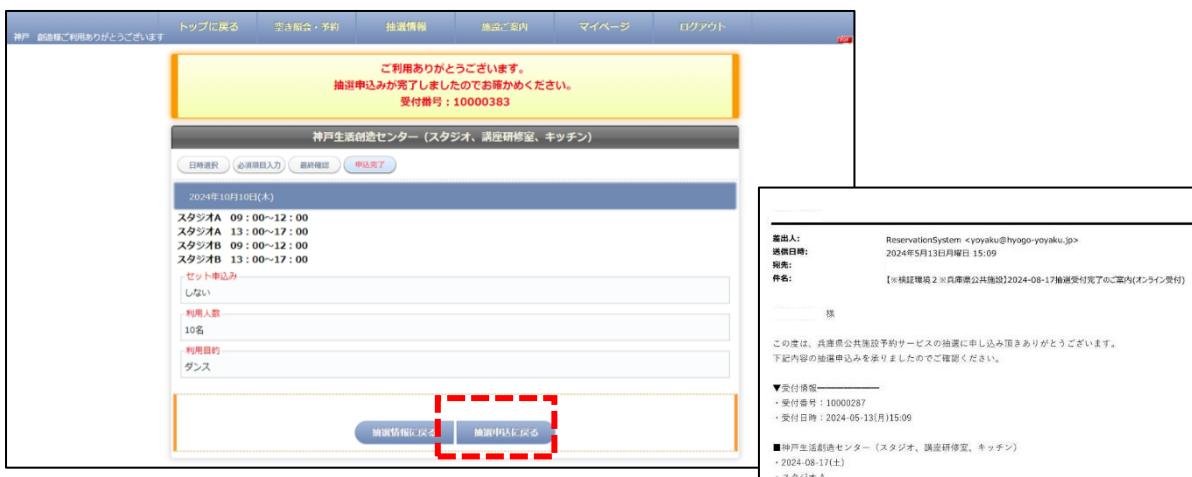 トップに戻る 空き照会・予約 抽選情報 施設ご案内 マイページ ログアウト
神戸 創造様ご利用ありがとうございます
ご利用ありがとうございます。
抽選申込みが完了しましたのでお確かめください。
受付番号：10000383
神戸生活創造センター（スタジオ、講座研修室、キッチン）
日時選択 必須項目入力 最終確認 申込完了
2024年10月10日(木)
スタジオA 09：00～12：00
スタジオA 13：00～17：00
スタジオB 09：00～12：00
スタジオB 13：00～17：00
セット申込み
しない
利用人数
10名
利用目的
ダンス
抽選情報に戻る 抽選申込に戻る
差出人: ReservationSystem <yoyaku@hyogo-yoyaku.jp>
送信日時: 2024年5月13日月曜日 15:09
宛先:
件名: 【※検証環境２※兵庫県公共施設】2024-08-17抽選受付完了のご案内(オンライン受付)
様
この度は、兵庫県公共施設予約サービスの抽選に申し込み頂きありがとうございます。
下記内容の抽選申込みを承りましたのでご確認ください。
▼受付情報━━━━━━
・受付番号：10000287
・受付日時：2024-05-13(月)15:09
■神戸生活創造センター（スタジオ、講座研修室、キッチン）
・2024-08-17(土)
・スタジオA